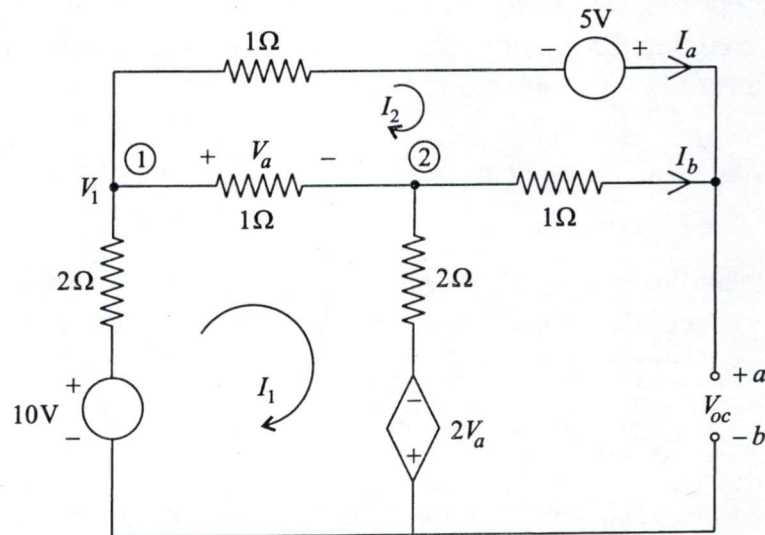 5V
1Ω
− + I_a
I_2
① + V_a − ②
I_b
V_1
1Ω
1Ω
2Ω
2Ω
+
I_1
10V
−
−
2V_a
+
+ a
V_oc
− b